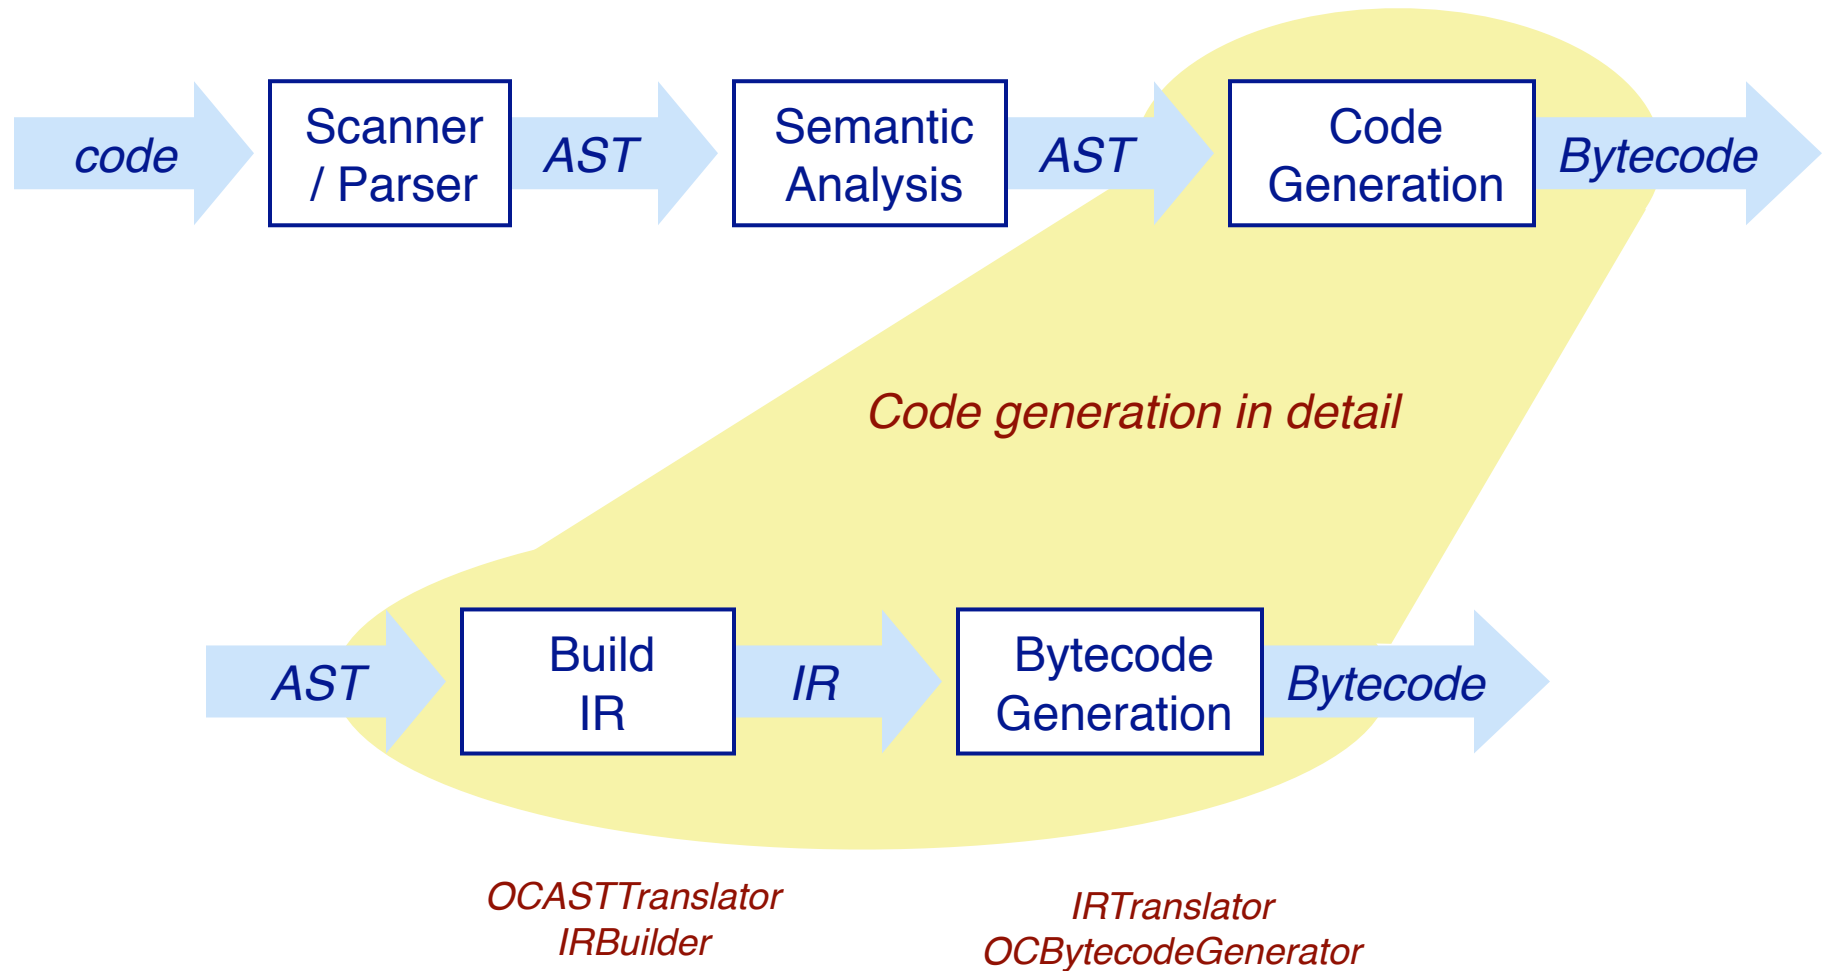 code
Scanner
/ Parser
AST
Semantic
Analysis
AST
Code
Generation
Bytecode
Code generation in detail
AST
Build
IR
IR
Bytecode
Generation
Bytecode
OCASTTranslator
IRBuilder
IRTranslator
OCBytecodeGenerator